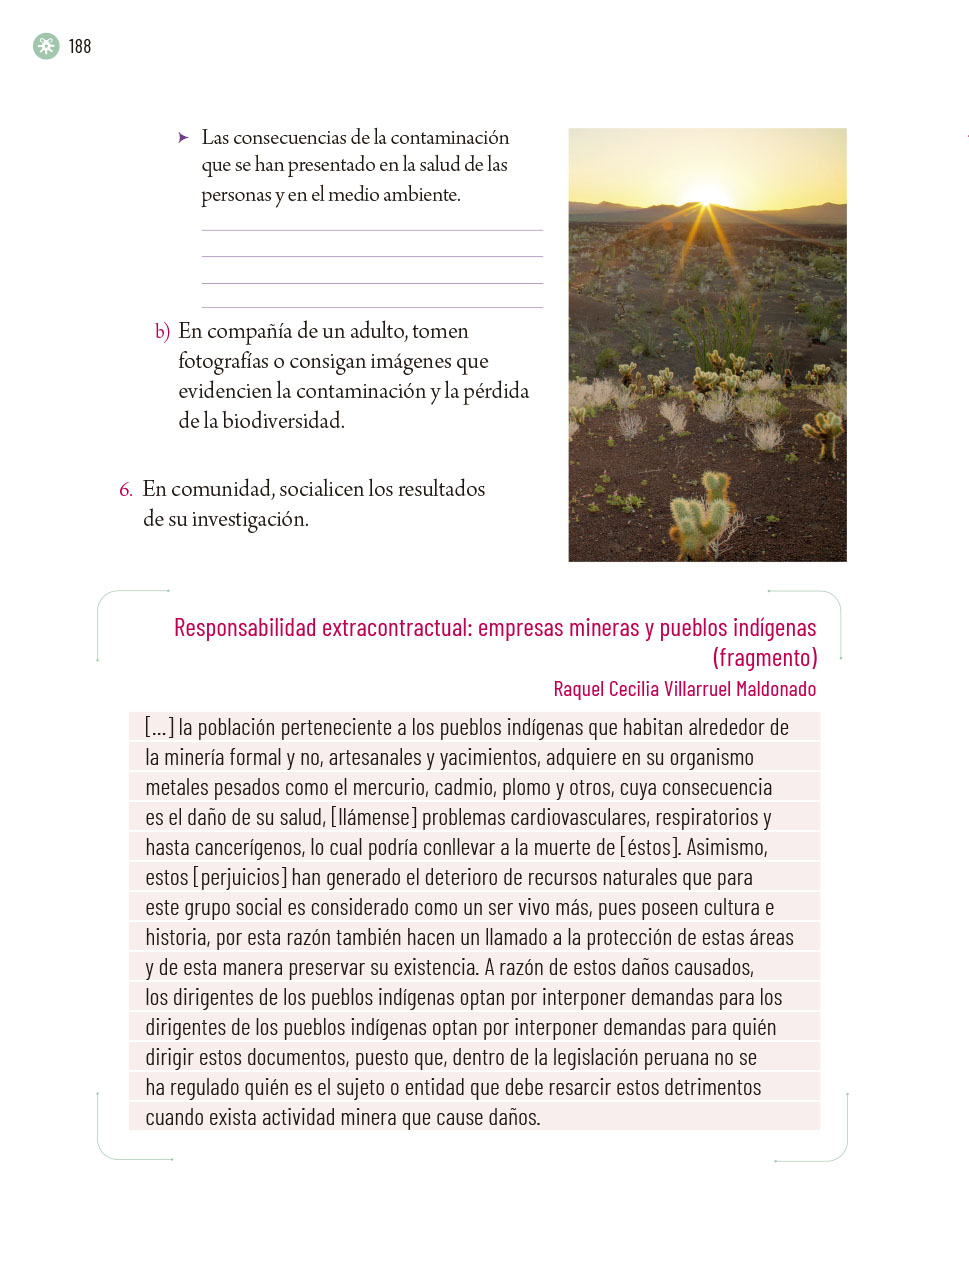 188
➤ Las consecuencias de la contaminación
que se han presentado en la salud de las
personas y en el medio ambiente.
b) En compañía de un adulto, tomen
fotografías o consigan imágenes que
evidencien la contaminación y la pérdida
de la biodiversidad.
6. En comunidad, socialicen los resultados
de su investigación.
Responsabilidad extracontractual: empresas mineras y pueblos indígenas
(fragmento)
Raquel Cecilia Villarruel Maldonado
[...] la población perteneciente a los pueblos indígenas que habitan alrededor de
la minería formal y no, artesanales y yacimientos, adquiere en su organismo
metales pesados como el mercurio, cadmio, plomo y otros, cuya consecuencia
es el daño de su salud, [llámense] problemas cardiovasculares, respiratorios y
hasta cancerígenos, lo cual podría conllevar a la muerte de [éstos]. Asimismo,
estos [perjuicios] han generado el deterioro de recursos naturales que para
este grupo social es considerado como un ser vivo más, pues poseen cultura e
historia, por esta razón también hacen un llamado a la protección de estas áreas
y de esta manera preservar su existencia. A razón de estos daños causados,
los dirigentes de los pueblos indígenas optan por interponer demandas para los
dirigentes de los pueblos indígenas optan por interponer demandas para quién
dirigir estos documentos, puesto que, dentro de la legislación peruana no se
ha regulado quién es el sujeto o entidad que debe resarcir estos detrimentos
cuando exista actividad minera que cause daños.